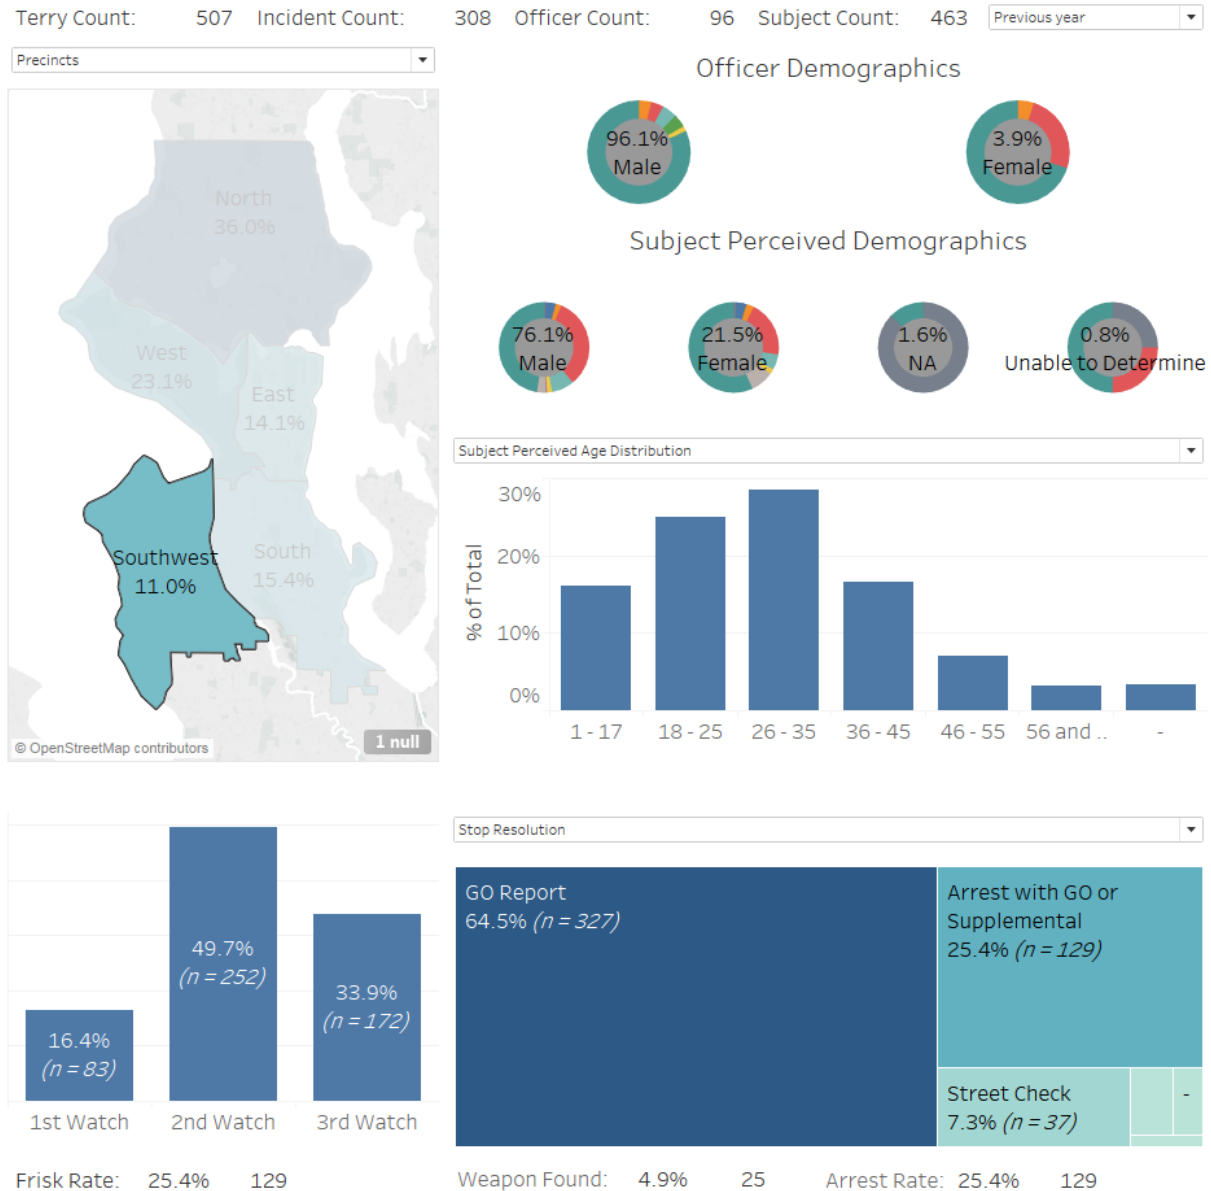 Terry Count: 507 Incident Count: 308 Officer Count: 96 Subject Count: 463 Previous year
Precincts
Officer Demographics
96.1%
Male
3.9%
Female
Subject Perceived Demographics
76.1%
Male
21.5%
Female
1.6%
NA
0.8%
Unable to Determine
North
36.0%
West
23.1%
East
14.1%
Southwest
11.0%
South
15.4%
© OpenStreetMap contributors
1 null
Subject Perceived Age Distribution
% of Total
30%
20%
10%
0%
1 - 17 18 - 25 26 - 35 36 - 45 46 - 55 56 and .. -
16.4%
(n = 83)
49.7%
(n = 252)
33.9%
(n = 172)
1st Watch 2nd Watch 3rd Watch
Stop Resolution
GO Report
64.5% (n = 327)
Arrest with GO or
Supplemental
25.4% (n = 129)
Street Check
7.3% (n = 37)
-
Frisk Rate: 25.4% 129
Weapon Found: 4.9% 25
Arrest Rate: 25.4% 129